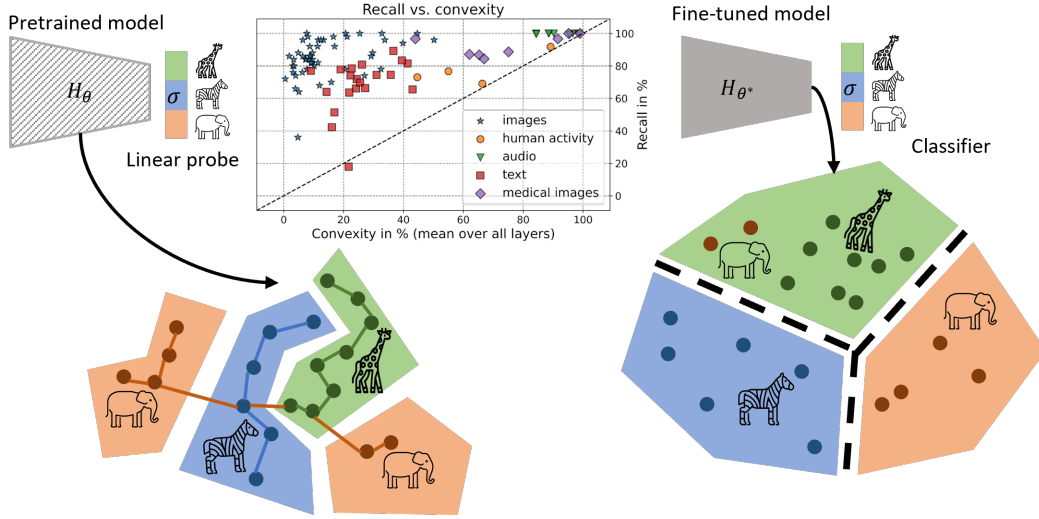 Pretrained model
H_θ
σ
Linear probe
Recall vs. convexity
100
80
60
40
20
0
Recall in %
images
human activity
audio
text
medical images
0
20
40
60
80
100
Convexity in % (mean over all layers)
Fine-tuned model
H_θ*
σ
Classifier